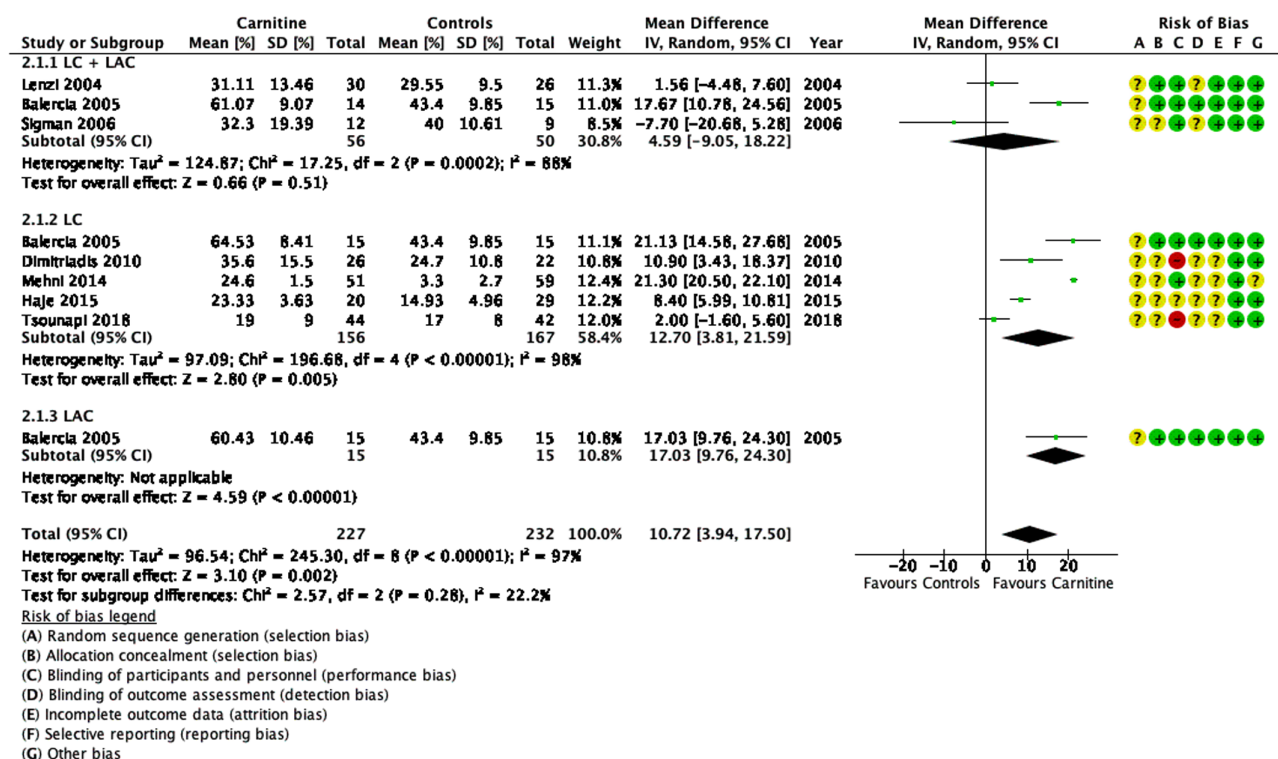 Carnitine Controls Mean Difference Mean Difference Risk of Bias
Study or Subgroup Mean [%] SD [%] Total Mean [%] SD [%] Total Weight IV, Random, 95% CI Year IV, Random, 95% CI A B C D E F G
2.1.1 LC + LAC
Lenzi 2004 31.11 13.46 30 29.55 9.5 26 11.3% 1.56 [−4.48, 7.60] 2004 ? + + ? + + +
Balercia 2005 61.07 9.07 14 43.4 9.85 15 11.0% 17.67 [10.78, 24.56] 2005 ? + + + + + +
Sigman 2006 32.3 19.39 12 40 10.61 9 8.5% −7.70 [−20.68, 5.28] 2006 ? ? + ? + + +
Subtotal (95% CI) 56 50 30.8% 4.59 [−9.05, 18.22]
Heterogeneity: Tau² = 124.87; Chi² = 17.25, df = 2 (P = 0.0002); I² = 88%
Test for overall effect: Z = 0.66 (P = 0.51)
2.1.2 LC
Balercia 2005 64.53 8.41 15 43.4 9.85 15 11.1% 21.13 [14.58, 27.68] 2005 ? + + + + + +
Dimitriadis 2010 35.6 15.5 26 24.7 10.8 22 10.8% 10.90 [3.43, 18.37] 2010 ? ? − ? ? + +
Mehni 2014 24.6 1.5 51 3.3 2.7 59 12.4% 21.30 [20.50, 22.10] 2014 ? ? + ? ? + ?
Haje 2015 23.33 3.63 20 14.93 4.96 29 12.2% 8.40 [5.99, 10.81] 2015 ? ? ? ? ? + +
Tsounapi 2018 19 9 44 17 8 42 12.0% 2.00 [−1.60, 5.60] 2018 ? ? − ? ? + +
Subtotal (95% CI) 156 167 58.4% 12.70 [3.81, 21.59]
Heterogeneity: Tau² = 97.09; Chi² = 196.68, df = 4 (P < 0.00001); I² = 98%
Test for overall effect: Z = 2.80 (P = 0.005)
2.1.3 LAC
Balercia 2005 60.43 10.46 15 43.4 9.85 15 10.8% 17.03 [9.76, 24.30] 2005 ? + + + + + +
Subtotal (95% CI) 15 15 10.8% 17.03 [9.76, 24.30]
Heterogeneity: Not applicable
Test for overall effect: Z = 4.59 (P < 0.00001)
Total (95% CI) 227 232 100.0% 10.72 [3.94, 17.50]
Heterogeneity: Tau² = 96.54; Chi² = 245.30, df = 8 (P < 0.00001); I² = 97%
Test for overall effect: Z = 3.10 (P = 0.002)
Test for subgroup differences: Chi² = 2.57, df = 2 (P = 0.28), I² = 22.2%
−20 −10 0 10 20
Favours Controls Favours Carnitine
Risk of bias legend
(A) Random sequence generation (selection bias)
(B) Allocation concealment (selection bias)
(C) Blinding of participants and personnel (performance bias)
(D) Blinding of outcome assessment (detection bias)
(E) Incomplete outcome data (attrition bias)
(F) Selective reporting (reporting bias)
(G) Other bias